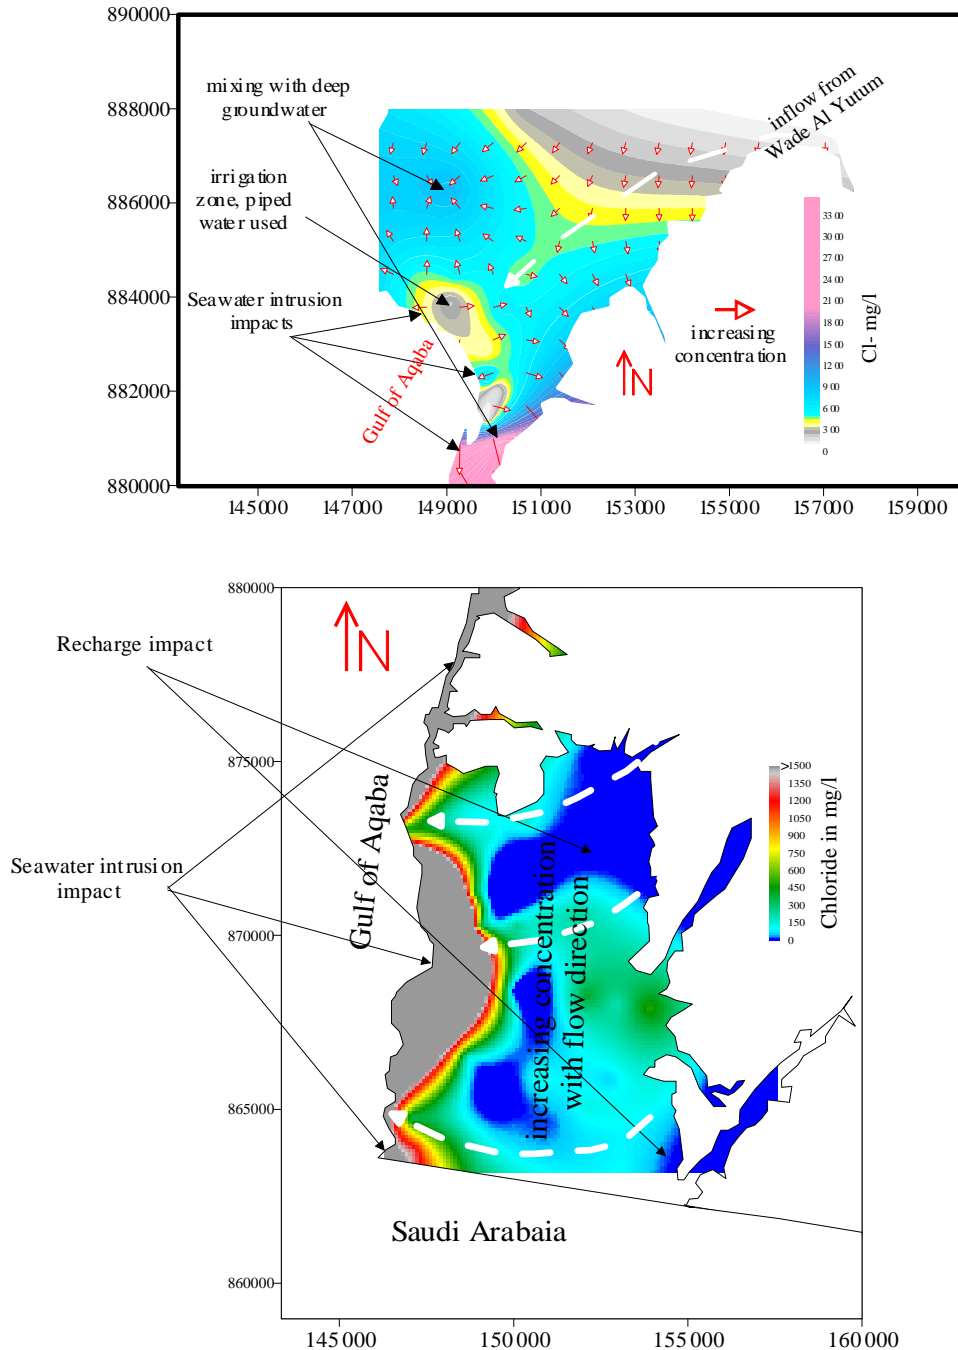 890000
888000
886000
884000
882000
880000
mixing with deep
groundwater
irrigation
zone, piped
water used
Seawater intrusion
impacts
Gulf of Aqaba
inflow from
Wade Al Yutum
increasing
concentration
N
3300
3000
2700
2400
2100
1800
1500
1200
900
600
300
0
Cl- mg/l
145000
147000
149000
151000
153000
155000
157000
159000
880000
875000
870000
865000
860000
N
Recharge impact
Seawater intrusion
impact
Gulf of Aqaba
increasing concentration
with flow direction
>1500
1350
1200
1050
900
750
600
450
300
150
0
Chloride in mg/l
Saudi Arabaia
145000
150000
155000
160000